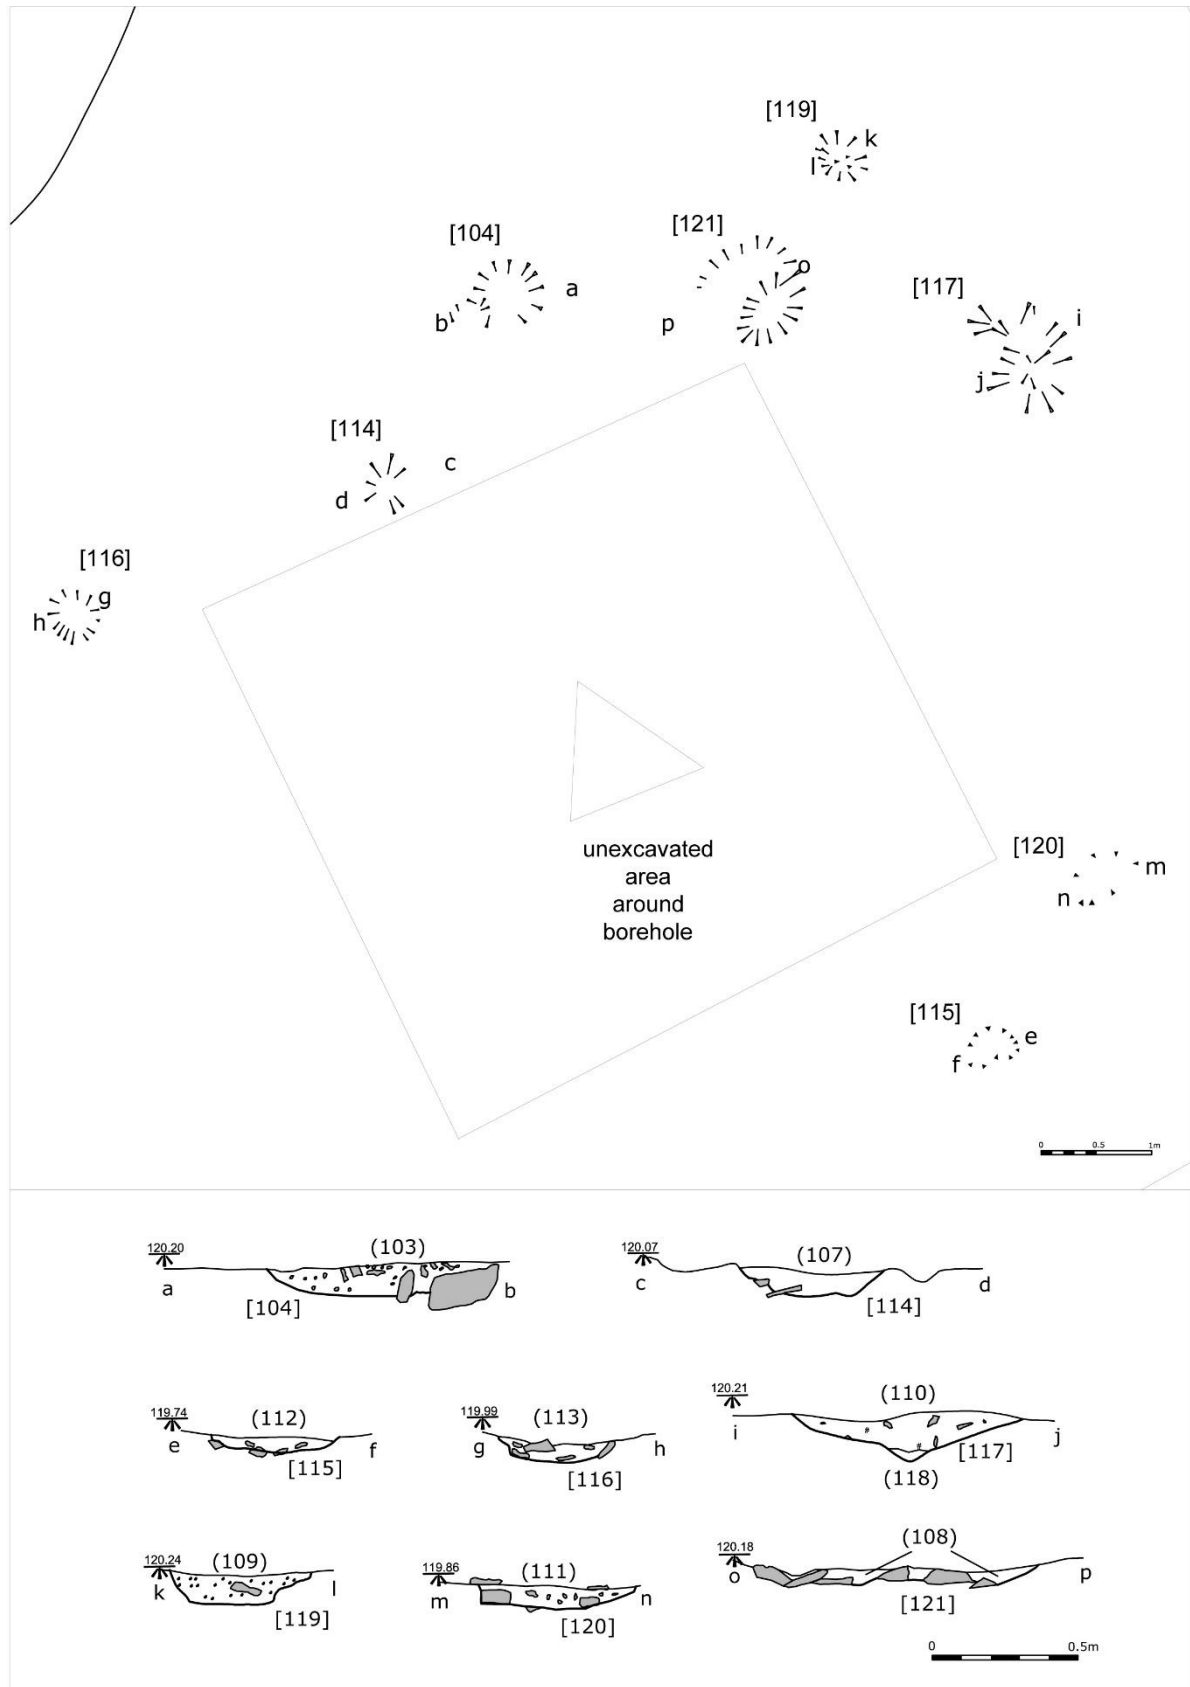 [119]
k
l
[104]
a
b
[121]
o
p
[117]
i
j
[114]
c
d
[116]
g
h
unexcavated
area
around
borehole
[120]
m
n
[115]
e
f
0 0.5 1m
120.20
(103)
a
b
[104]
120.07
(107)
c
d
[114]
119.74
(112)
e
f
[115]
119.99
(113)
g
h
[116]
120.21
(110)
i
j
[117]
(118)
120.24
(109)
k
l
[119]
119.86
(111)
m
n
[120]
120.18
(108)
o
p
[121]
0 0.5m